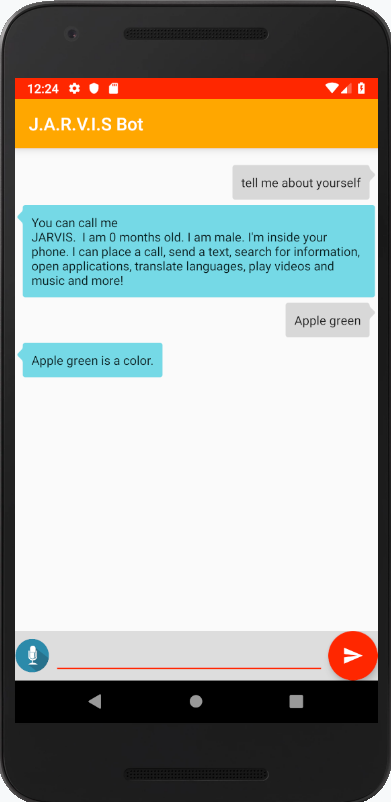 12:24
J.A.R.V.I.S Bot
tell me about yourself
You can call me
JARVIS.  I am 0 months old. I am male. I'm inside your
phone. I can place a call, send a text, search for information,
open applications, translate languages, play videos and
music and more!
Apple green
Apple green is a color.